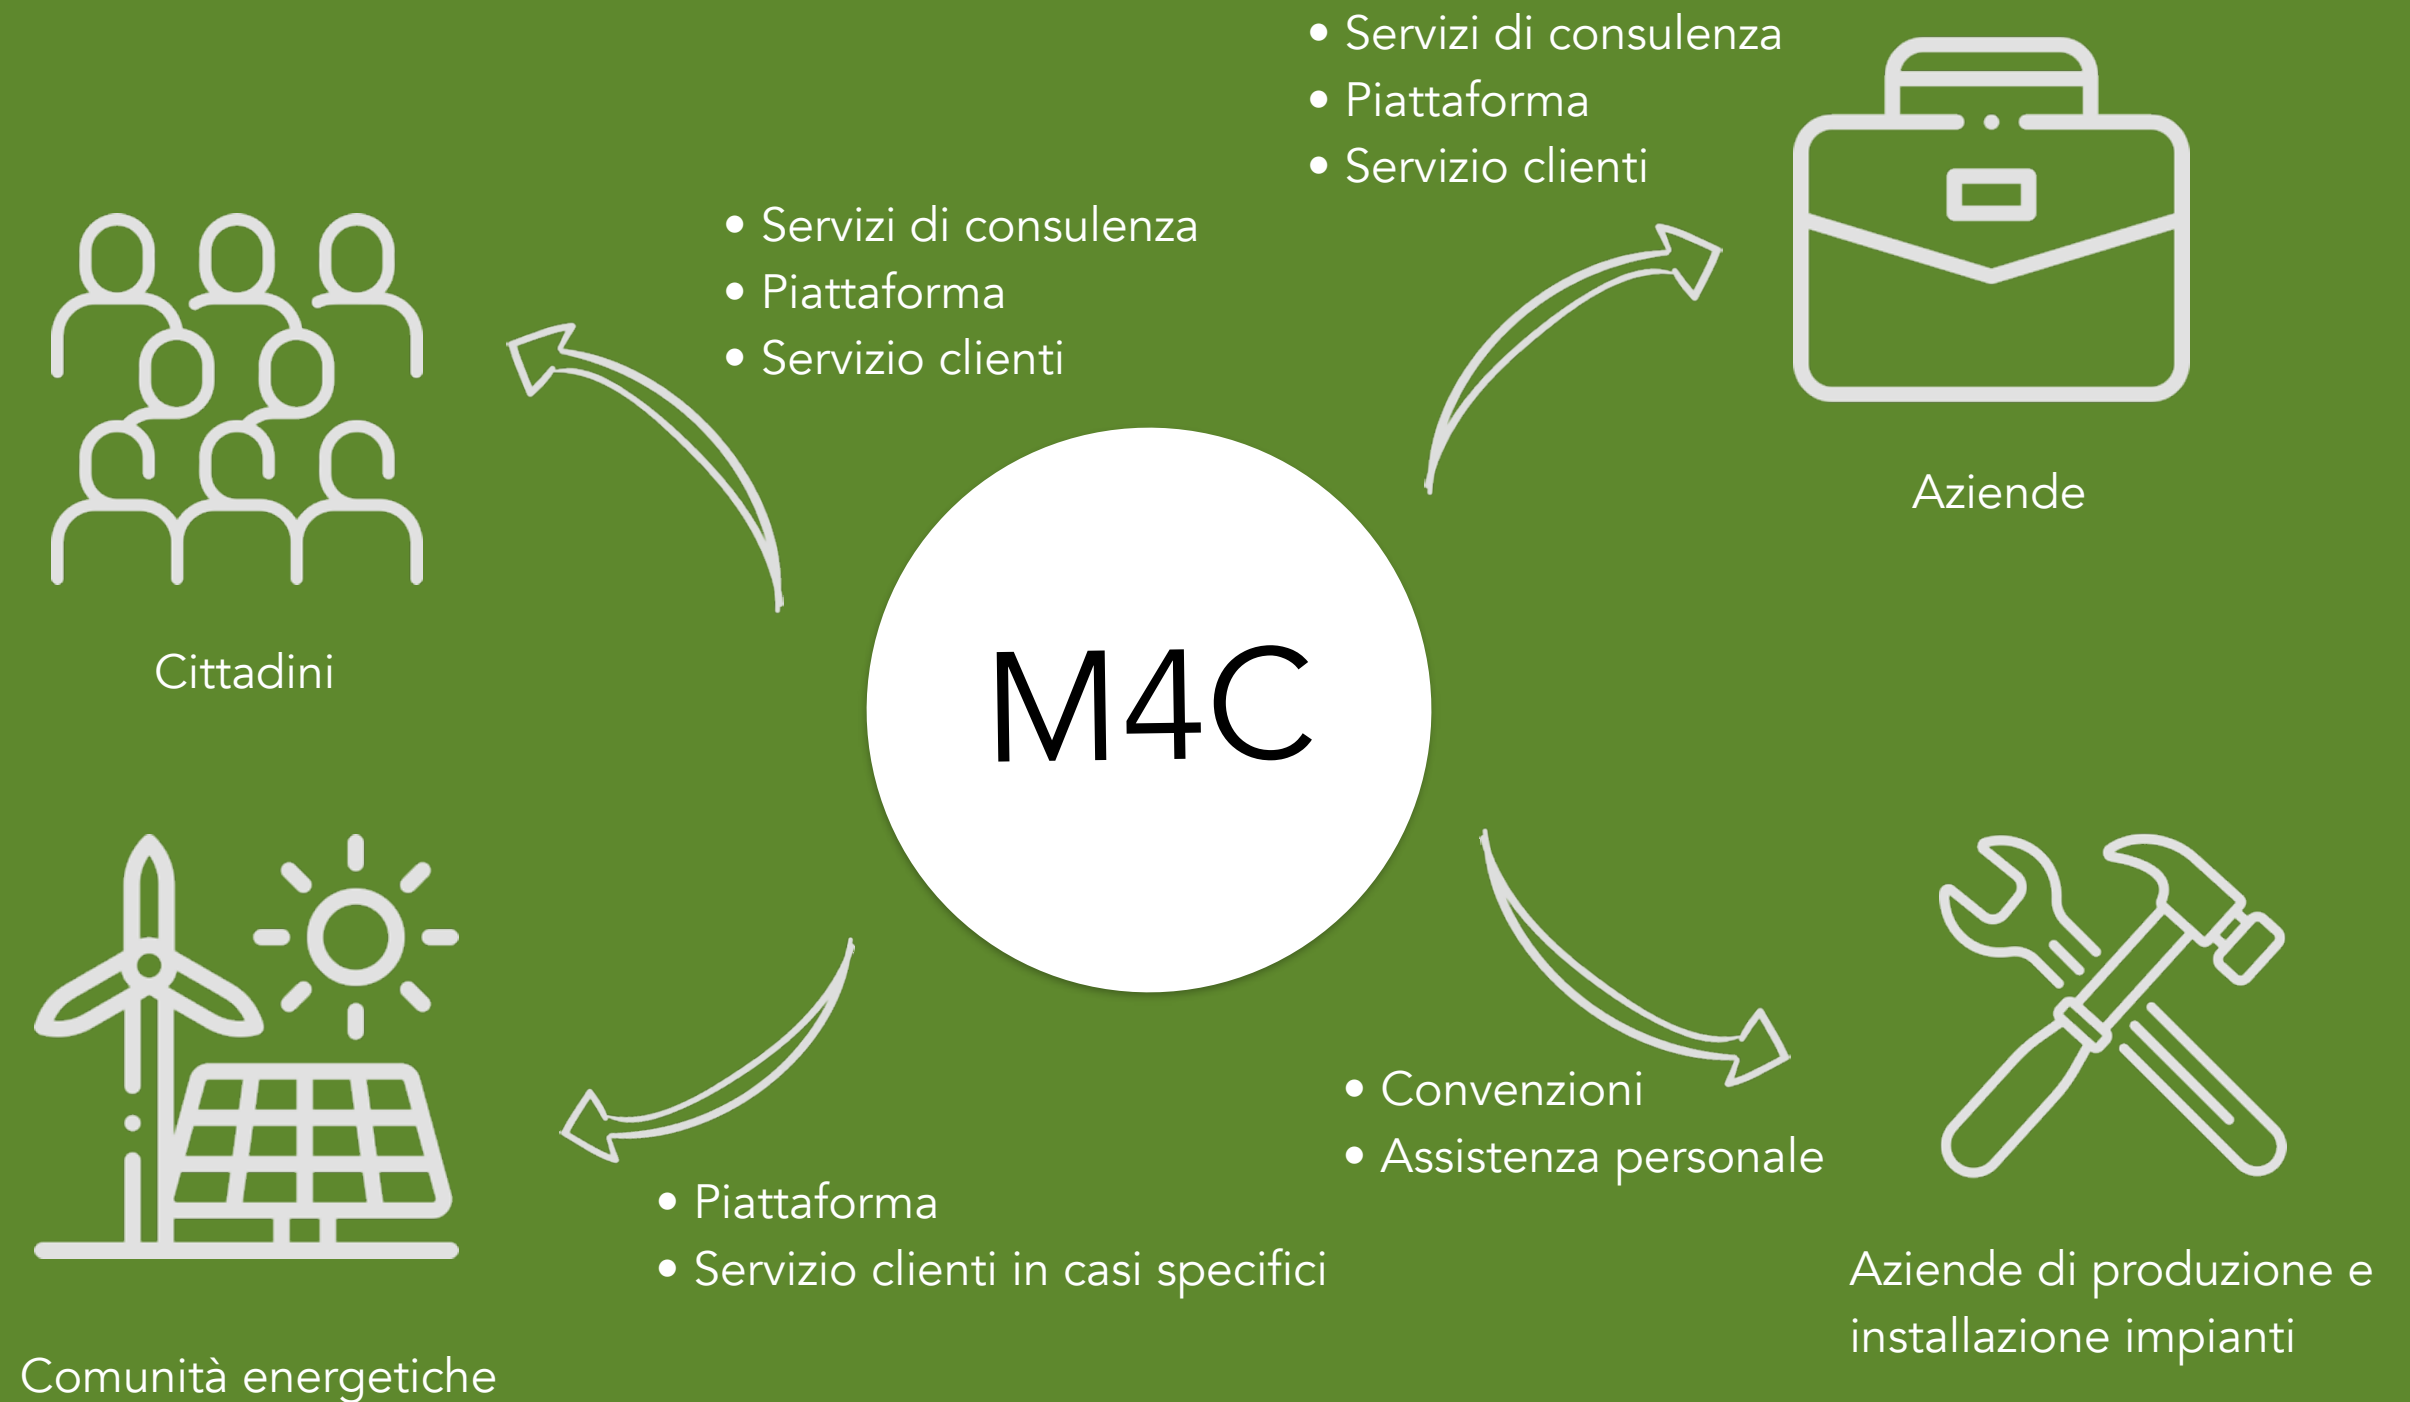 • Servizi di consulenza
• Piattaforma
• Servizio clienti
Aziende
• Servizi di consulenza
• Piattaforma
• Servizio clienti
Cittadini
M4C
• Convenzioni
• Assistenza personale
Aziende di produzione e
installazione impianti
• Piattaforma
• Servizio clienti in casi specifici
Comunità energetiche